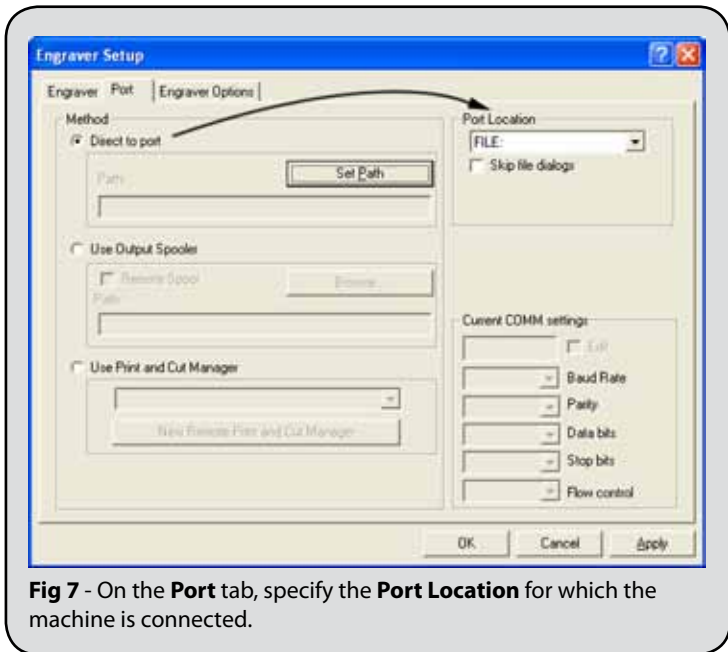 Engraver Setup
Engraver Port Engraver Options
Method
Direct to port
Path:
Set Path
Use Output Spooler
Remote Spool
Browse...
Path:
Use Print and Cut Manager
New Remote Print and Cut Manager
Port Location
FILE:
Skip file dialogs
Current COMM settings
Edit
Baud Rate
Parity
Data bits
Stop bits
Flow control
OK Cancel Apply
Fig 7 - On the Port tab, specify the Port Location for which the
machine is connected.